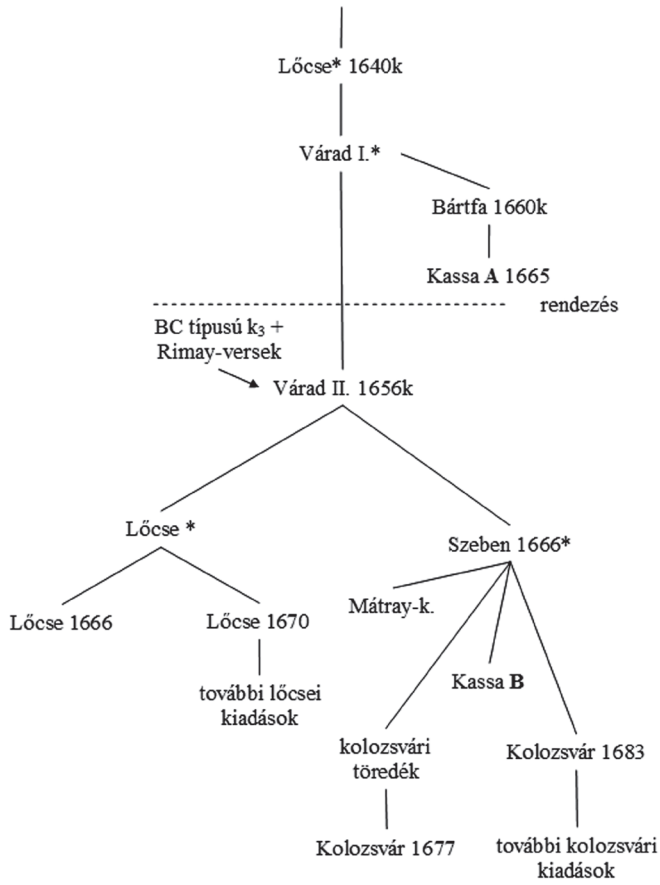 Lőcse* 1640k
Várad I.*
Bártfa 1660k
Kassa A 1665
rendezés
BC típusú k₃ +
Rimay-versek
Várad II. 1656k
Lőcse *
Szeben 1666*
Mátray-k.
Lőcse 1666
Lőcse 1670
Kassa B
további lőcsei
kiadások
kolozsvári
töredék
Kolozsvár 1683
Kolozsvár 1677
további kolozsvári
kiadások